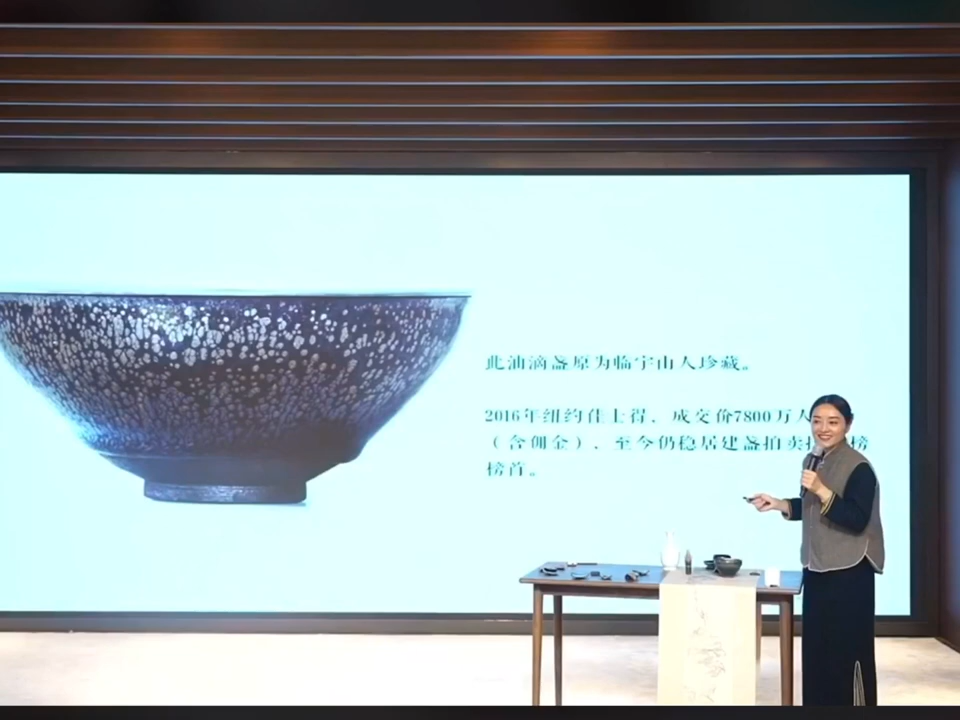 此油滴盏原为临宇山人珍藏。
2016年纽约佳士得，成交价7800万人
（含佣金），至今仍稳居建盏拍卖 榜
榜首。